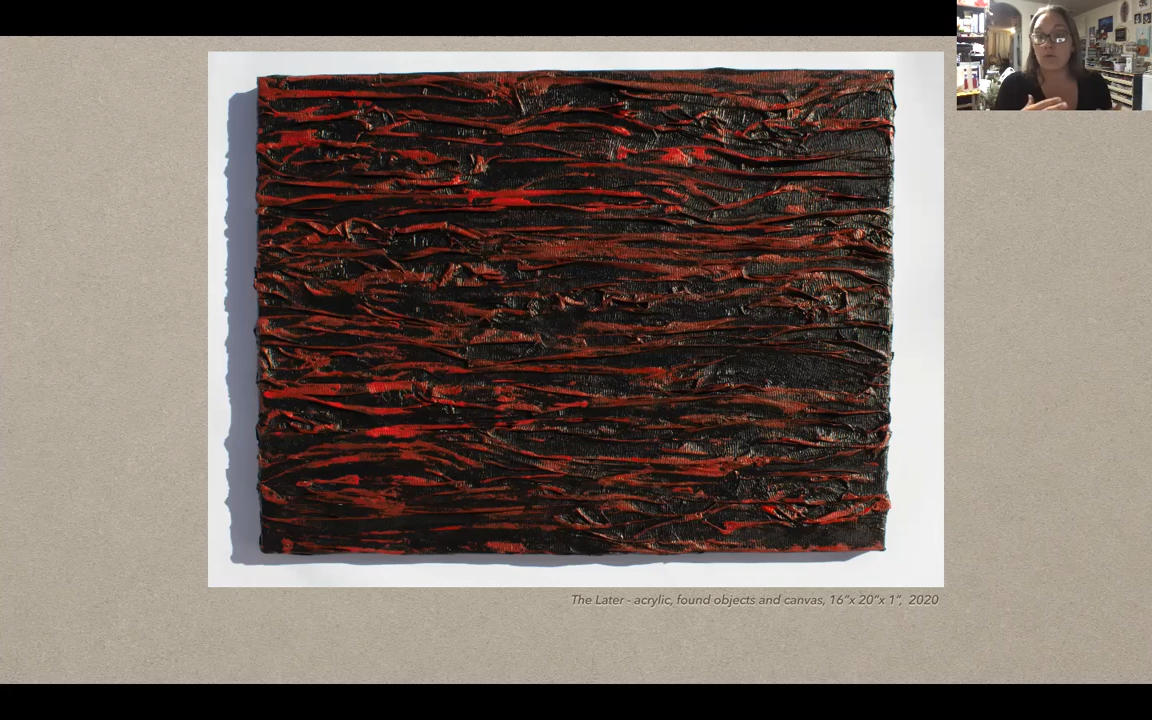 The Later - acrylic, found objects and canvas, 16”x 20”x 1”, 2020